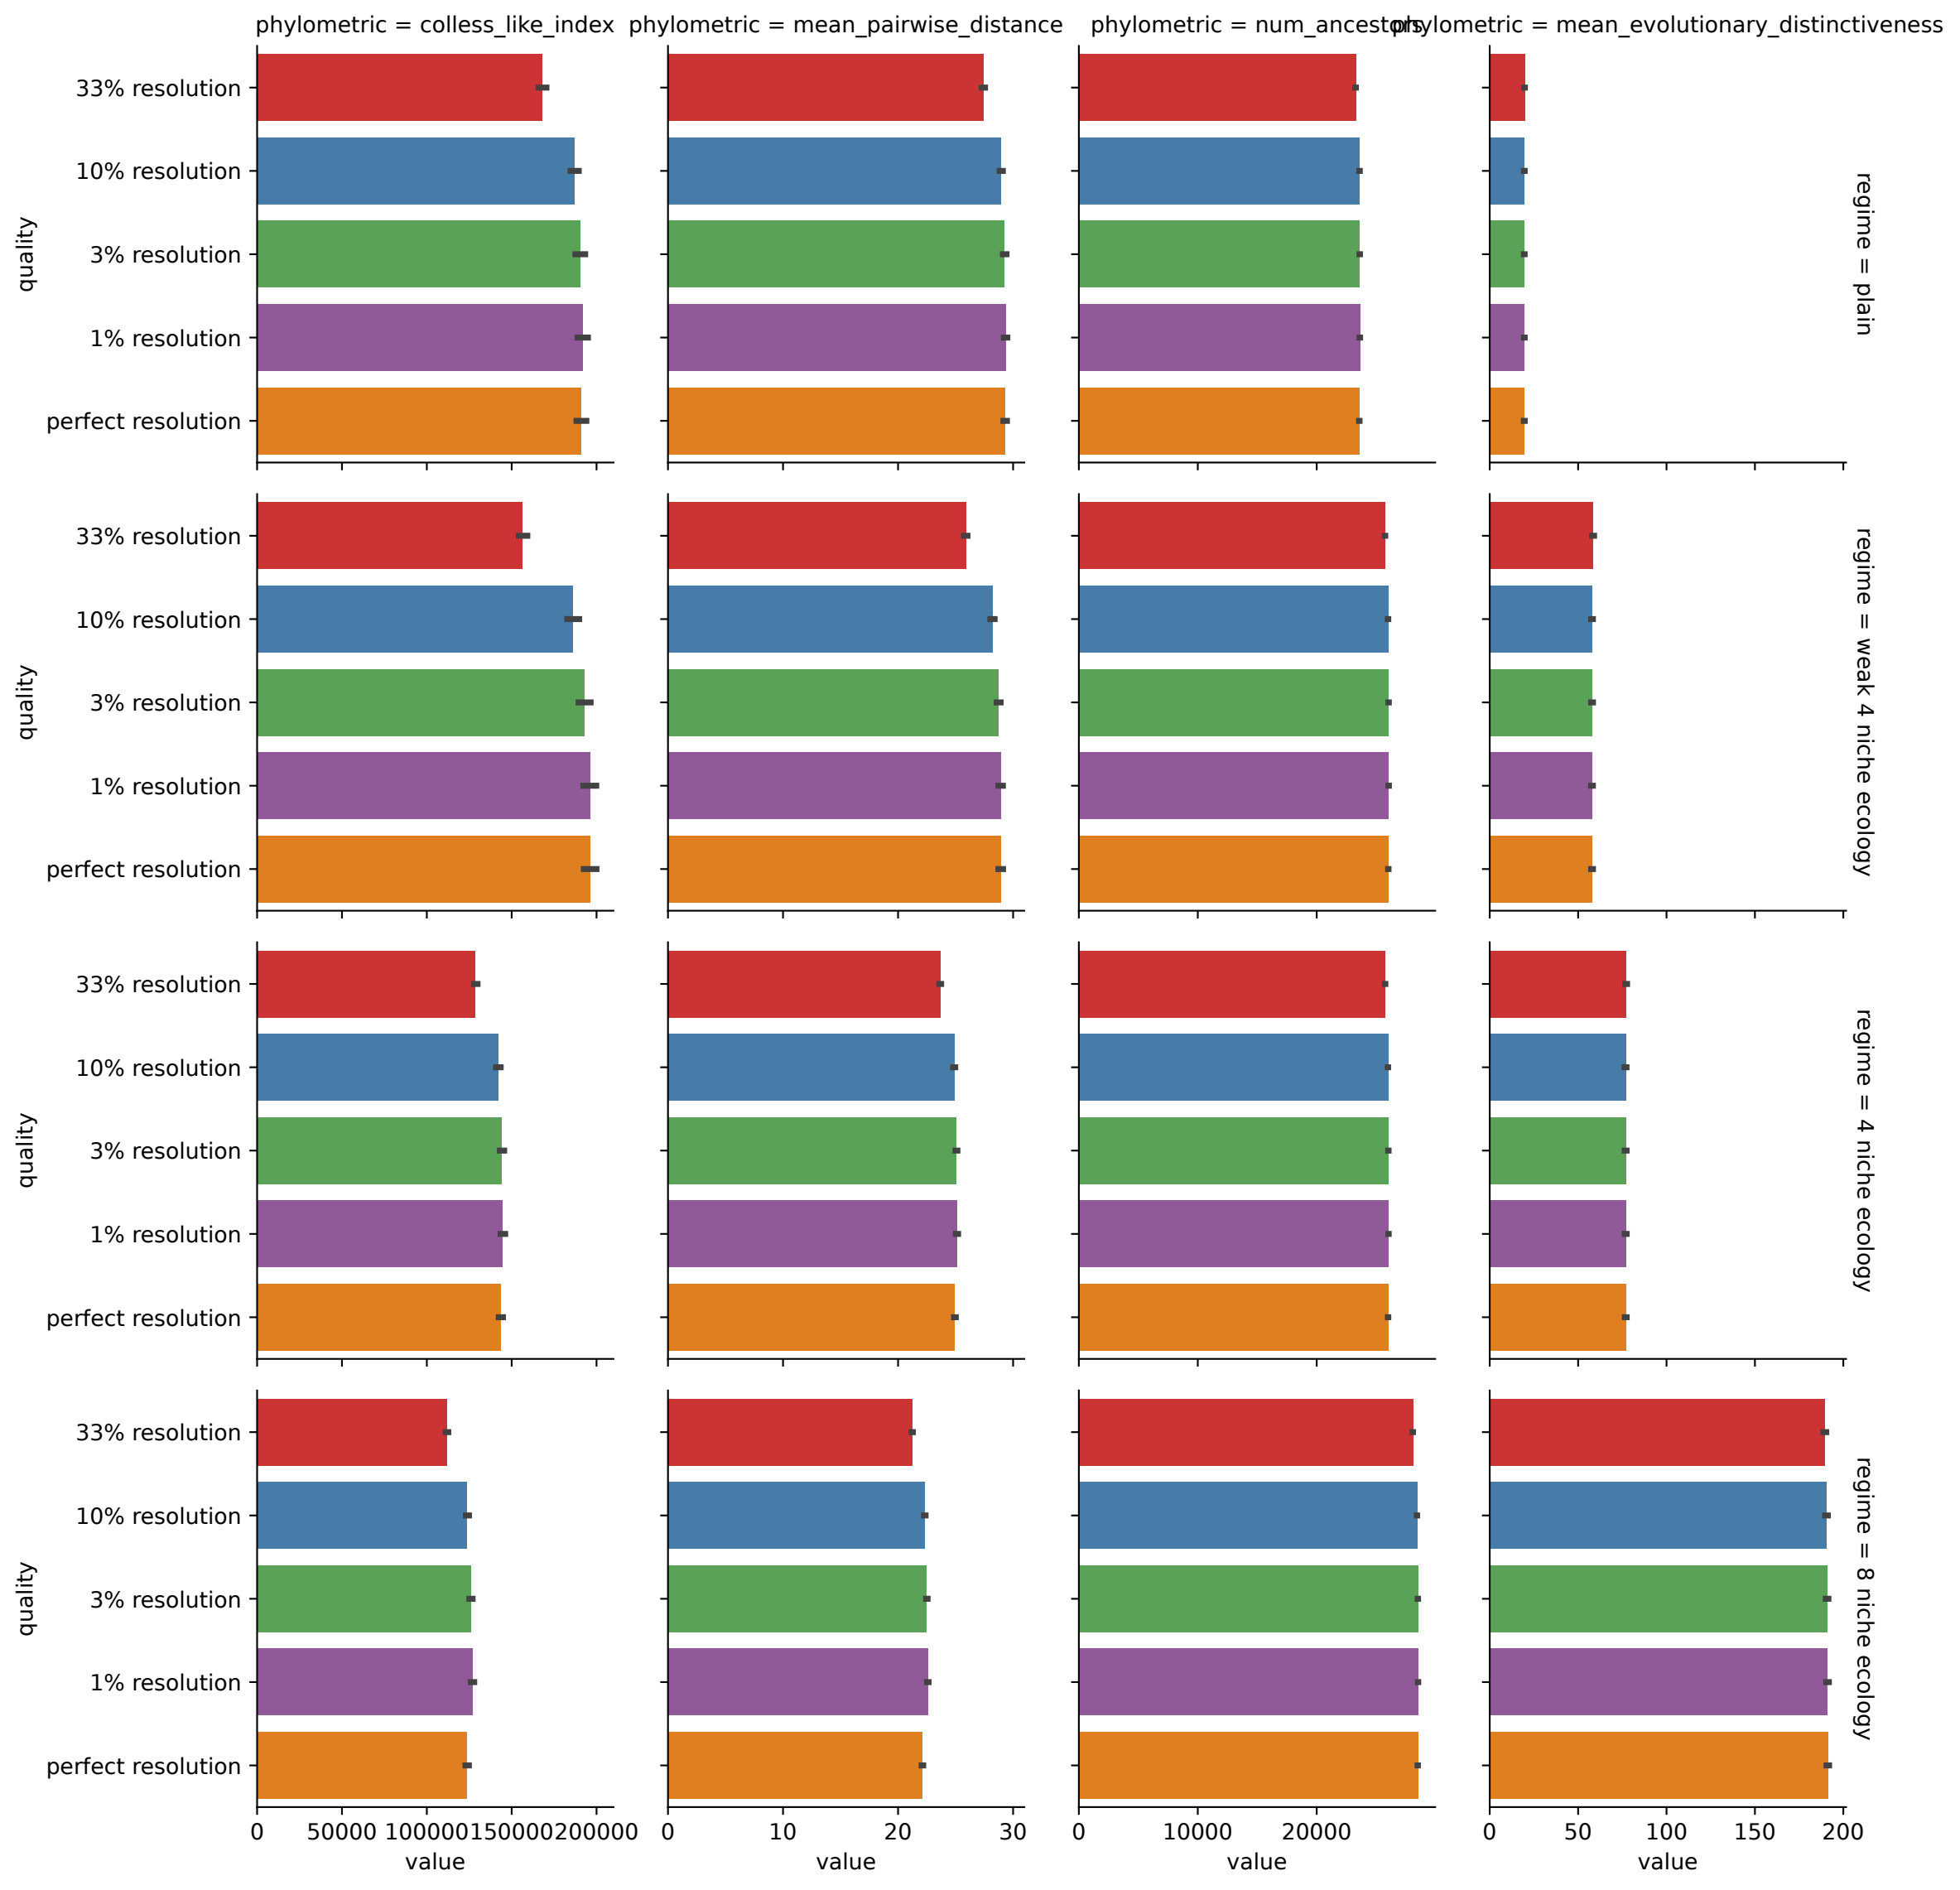 phylometric = colless_like_index
phylometric = mean_pairwise_distance
phylometric = num_ancestors
phylometric = mean_evolutionary_distinctiveness
quality
33% resolution
10% resolution
3% resolution
1% resolution
perfect resolution
regime = plain
quality
33% resolution
10% resolution
3% resolution
1% resolution
perfect resolution
regime = weak 4 niche ecology
quality
33% resolution
10% resolution
3% resolution
1% resolution
perfect resolution
regime = 4 niche ecology
quality
33% resolution
10% resolution
3% resolution
1% resolution
perfect resolution
regime = 8 niche ecology
0 50000 100000 150000 200000
0 10 20 30
0 10000 20000
0 50 100 150 200
value
value
value
value